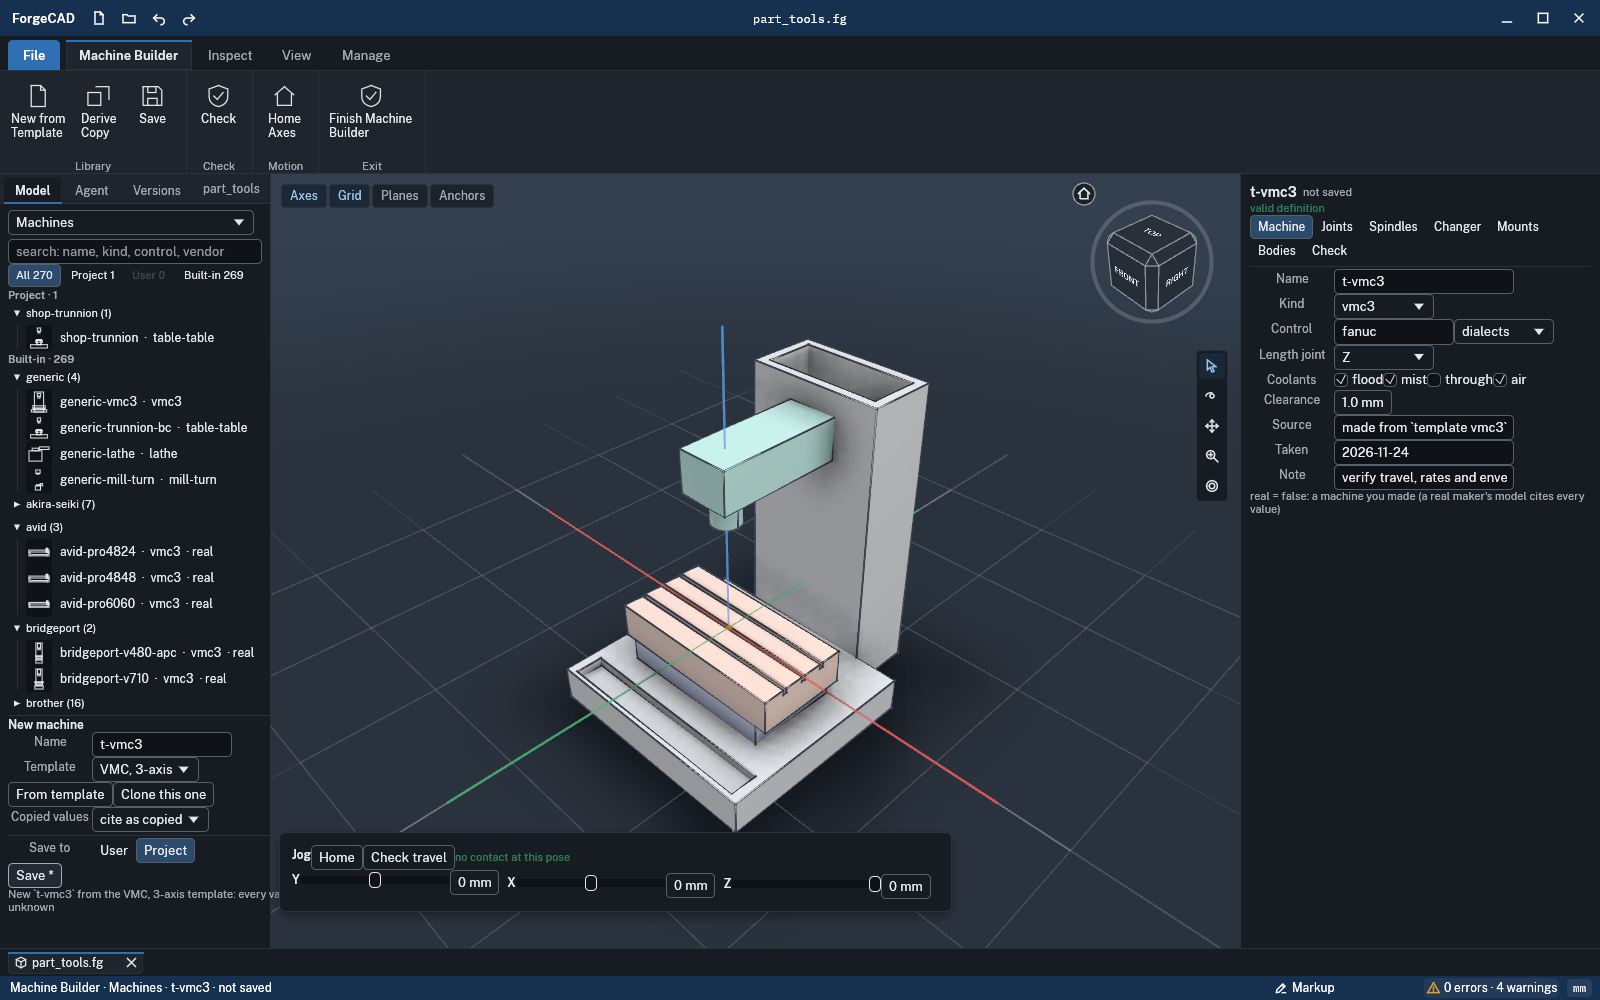 ForgeCAD
part_tools.fg
File
Machine Builder
Inspect
View
Manage
New from Template
Derive Copy
Save
Check
Home Axes
Finish Machine Builder
Library
Check
Motion
Exit
Model
Agent
Versions
part_tools
Machines
search: name, kind, control, vendor
All 270
Project 1
User 0
Built-in 269
Project · 1
shop-trunnion (1)
shop-trunnion · table-table
Built-in · 269
generic (4)
generic-vmc3 · vmc3
generic-trunnion-bc · table-table
generic-lathe · lathe
generic-mill-turn · mill-turn
akira-seiki (7)
avid (3)
avid-pro4824 · vmc3 · real
avid-pro4848 · vmc3 · real
avid-pro6060 · vmc3 · real
bridgeport (2)
bridgeport-v480-apc · vmc3 · real
bridgeport-v710 · vmc3 · real
brother (16)
New machine
Name
t-vmc3
Template
VMC, 3-axis
From template
Clone this one
Copied values
cite as copied
Save to
User
Project
Save *
New `t-vmc3` from the VMC, 3-axis template: every va
unknown
Axes
Grid
Planes
Anchors
TOP
FRONT
RIGHT
Jog
Home
Check travel
no contact at this pose
Y
0 mm
X
0 mm
Z
0 mm
t-vmc3 not saved
valid definition
Machine
Joints
Spindles
Changer
Mounts
Bodies
Check
Name
t-vmc3
Kind
vmc3
Control
fanuc
dialects
Length joint
Z
Coolants
flood
mist
through
air
Clearance
1.0 mm
Source
made from `template vmc3`
Taken
2026-11-24
Note
verify travel, rates and enve
real = false: a machine you made (a real maker's model cites every
value)
part_tools.fg
Machine Builder · Machines · t-vmc3 · not saved
Markup
0 errors · 4 warnings
mm